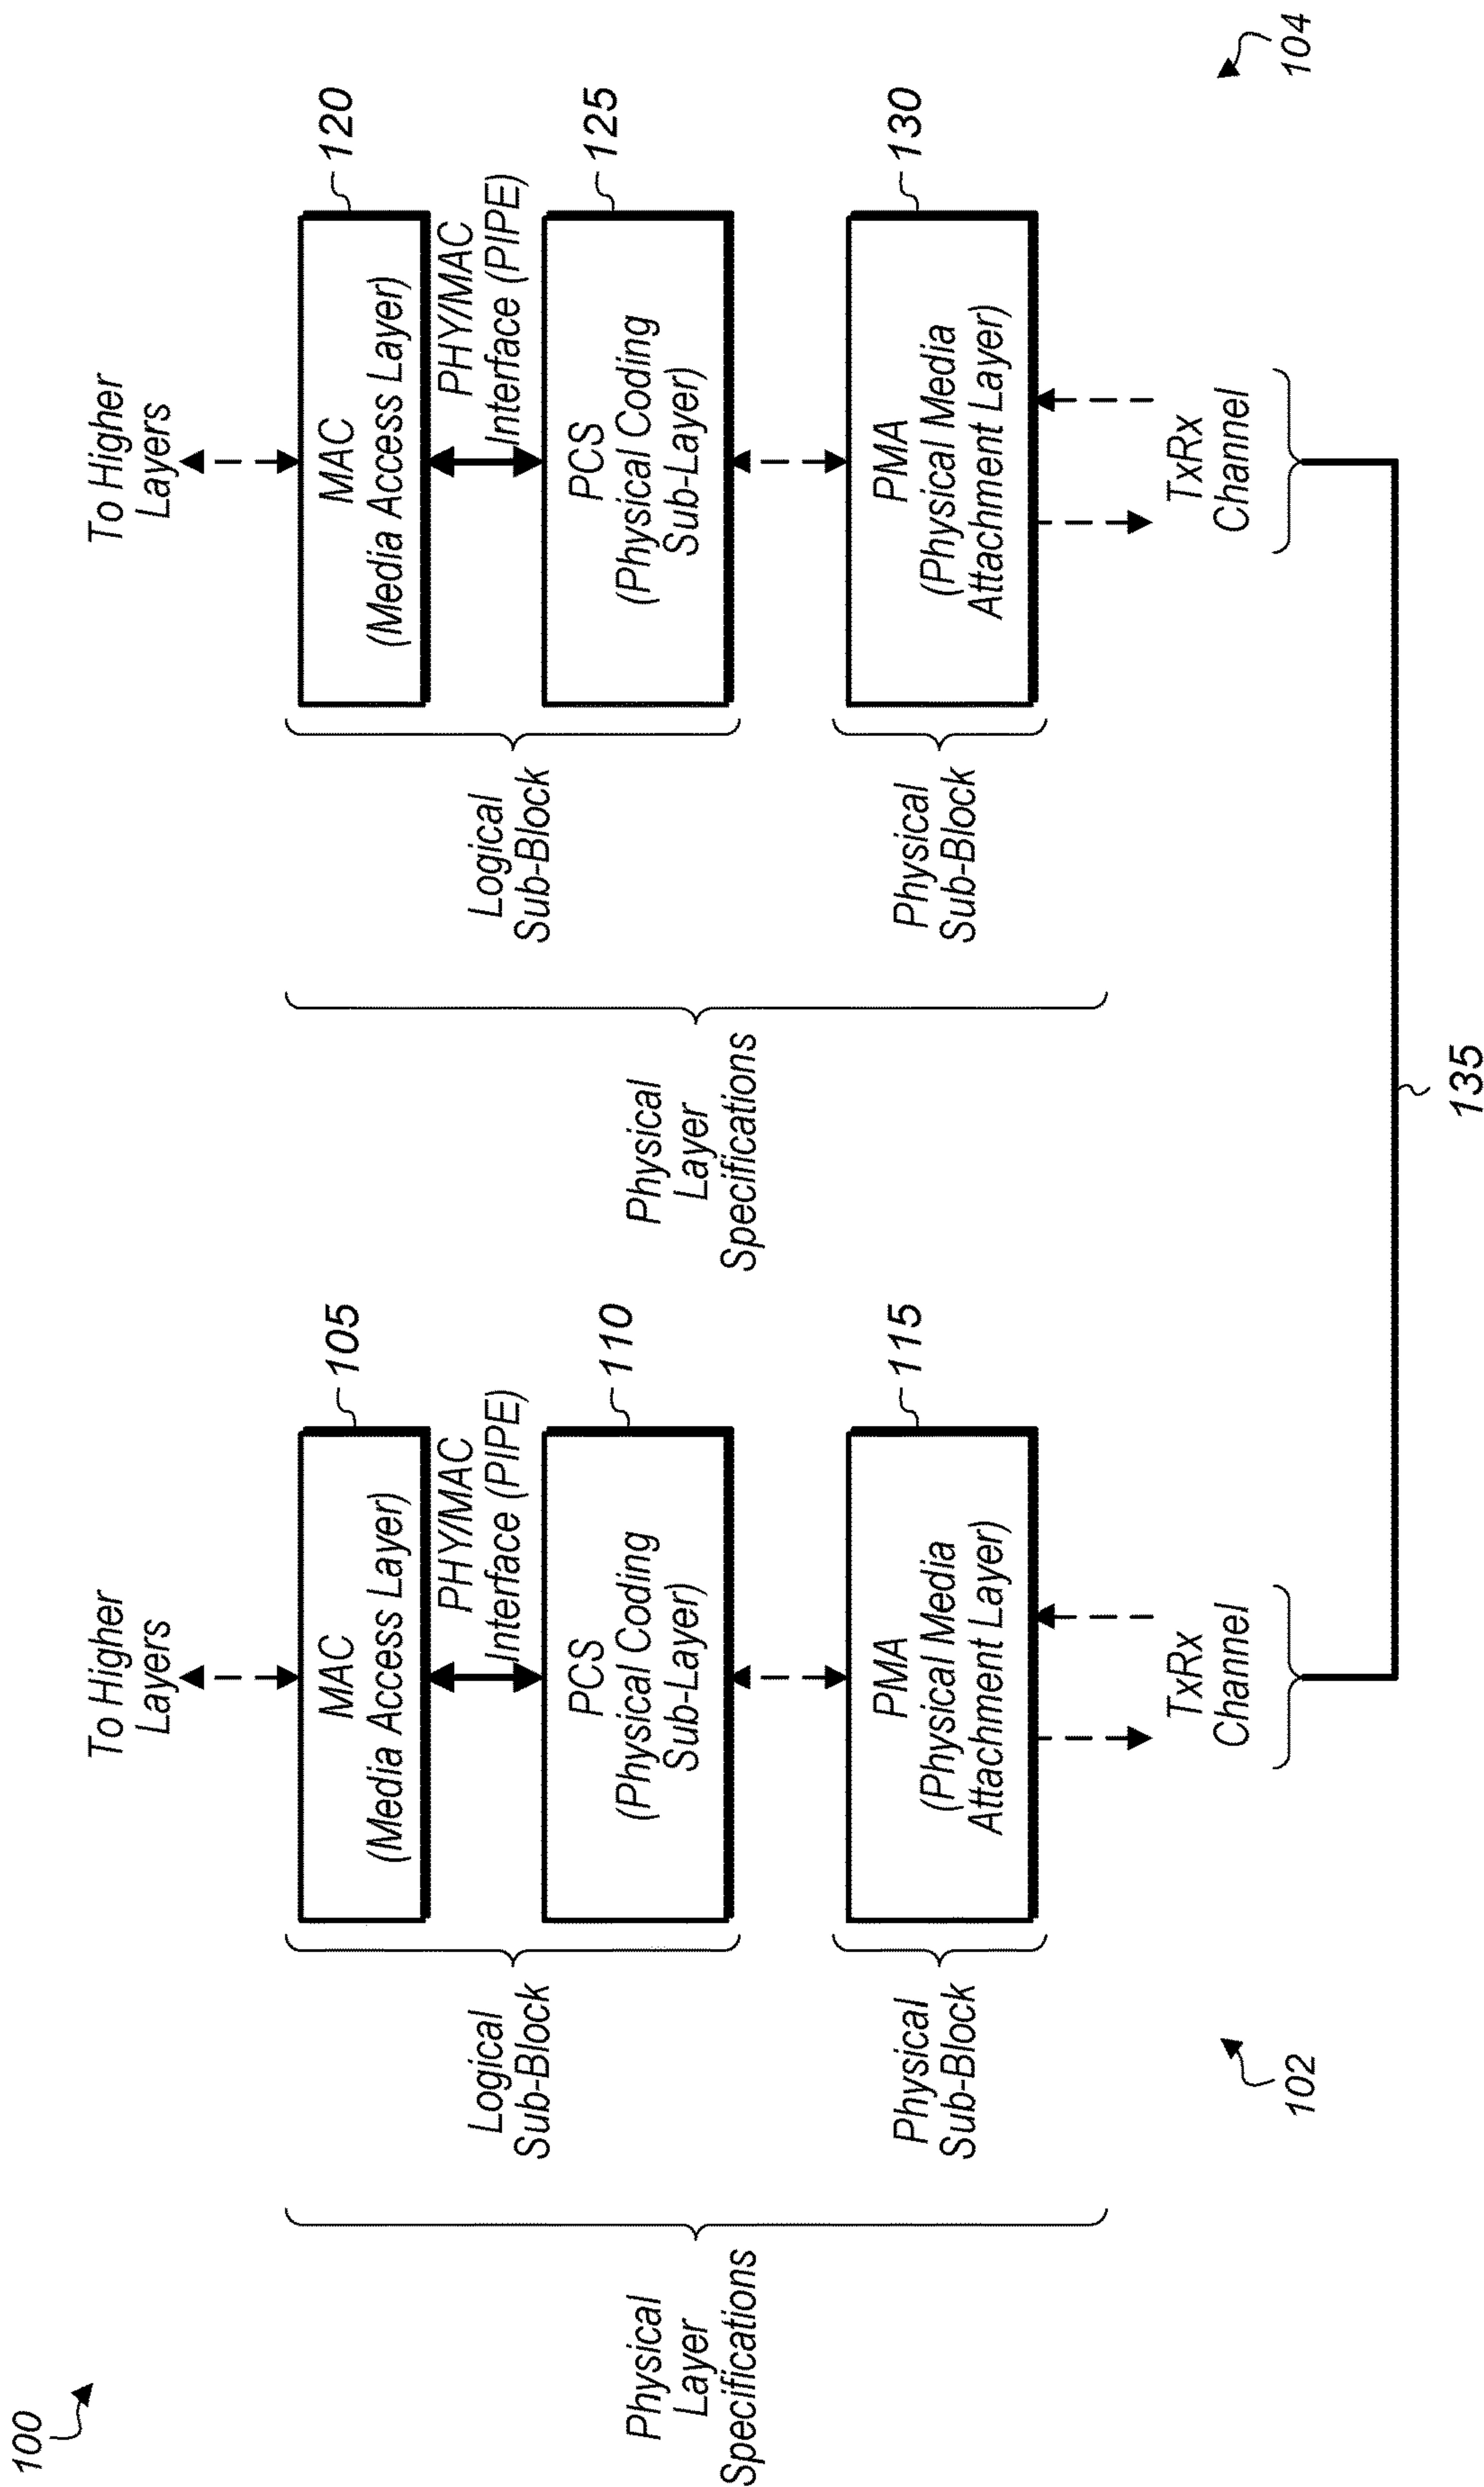 100
To Higher
Layers
105
MAC
(Media Access Layer)
PHY/MAC
Interface (PIPE)
110
PCS
(Physical Coding
Sub-Layer)
115
PMA
(Physical Media
Attachment Layer)
TxRx
Channel
Logical
Sub-Block
Physical
Sub-Block
Physical
Layer
Specifications
102
To Higher
Layers
120
MAC
(Media Access Layer)
PHY/MAC
Interface (PIPE)
125
PCS
(Physical Coding
Sub-Layer)
130
PMA
(Physical Media
Attachment Layer)
TxRx
Channel
Logical
Sub-Block
Physical
Sub-Block
Physical
Layer
Specifications
104
135